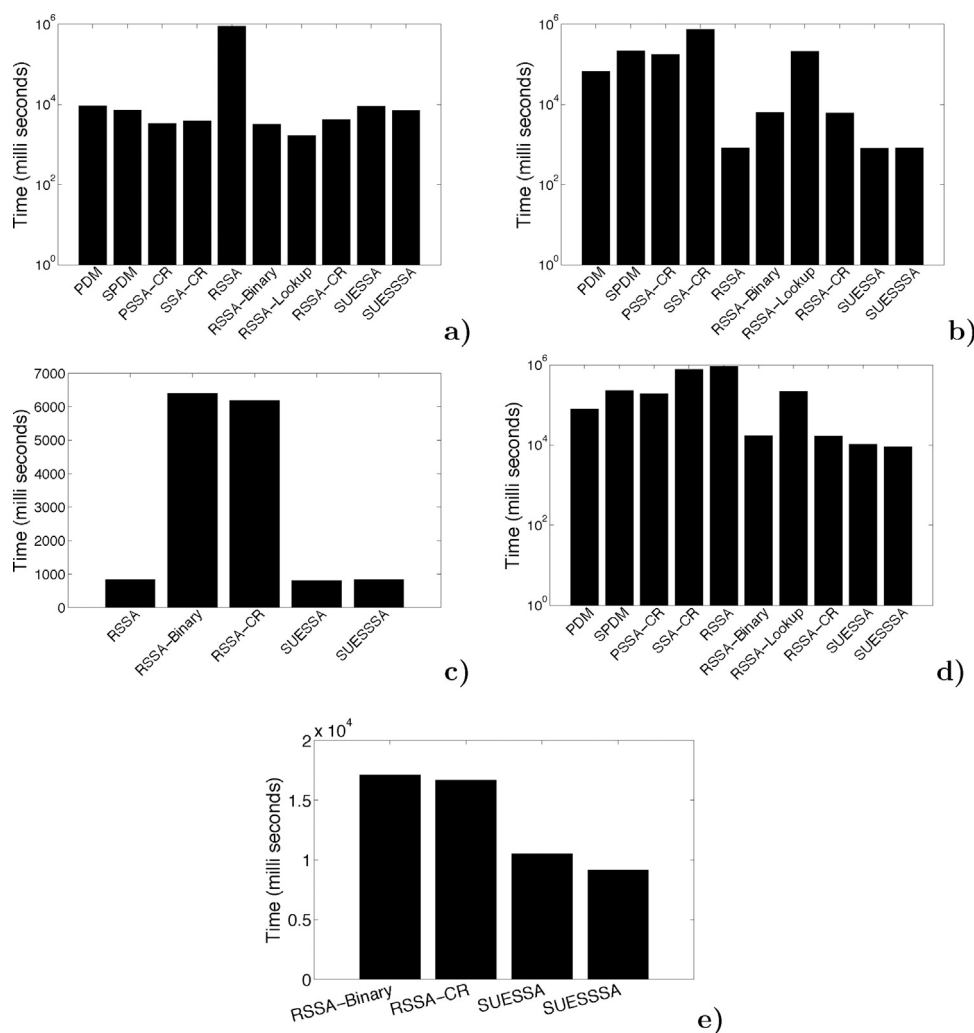 10^6
10^4
10^2
10^0
Time (milli seconds)
PDM
SPDM
PSSA-CR
SSA-CR
RSSA
RSSA-Binary
RSSA-Lookup
RSSA-CR
SUESSA
SUESSSA
a)
10^6
10^4
10^2
10^0
Time (milli seconds)
PDM
SPDM
PSSA-CR
SSA-CR
RSSA
RSSA-Binary
RSSA-Lookup
RSSA-CR
SUESSA
SUESSSA
b)
7000
6000
5000
4000
3000
2000
1000
0
Time (milli seconds)
RSSA
RSSA-Binary
RSSA-CR
SUESSA
SUESSSA
c)
10^6
10^4
10^2
10^0
Time (milli seconds)
PDM
SPDM
PSSA-CR
SSA-CR
RSSA
RSSA-Binary
RSSA-Lookup
RSSA-CR
SUESSA
SUESSSA
d)
x 10^4
2
1.5
1
0.5
0
Time (milli seconds)
RSSA-Binary
RSSA-CR
SUESSA
SUESSSA
e)